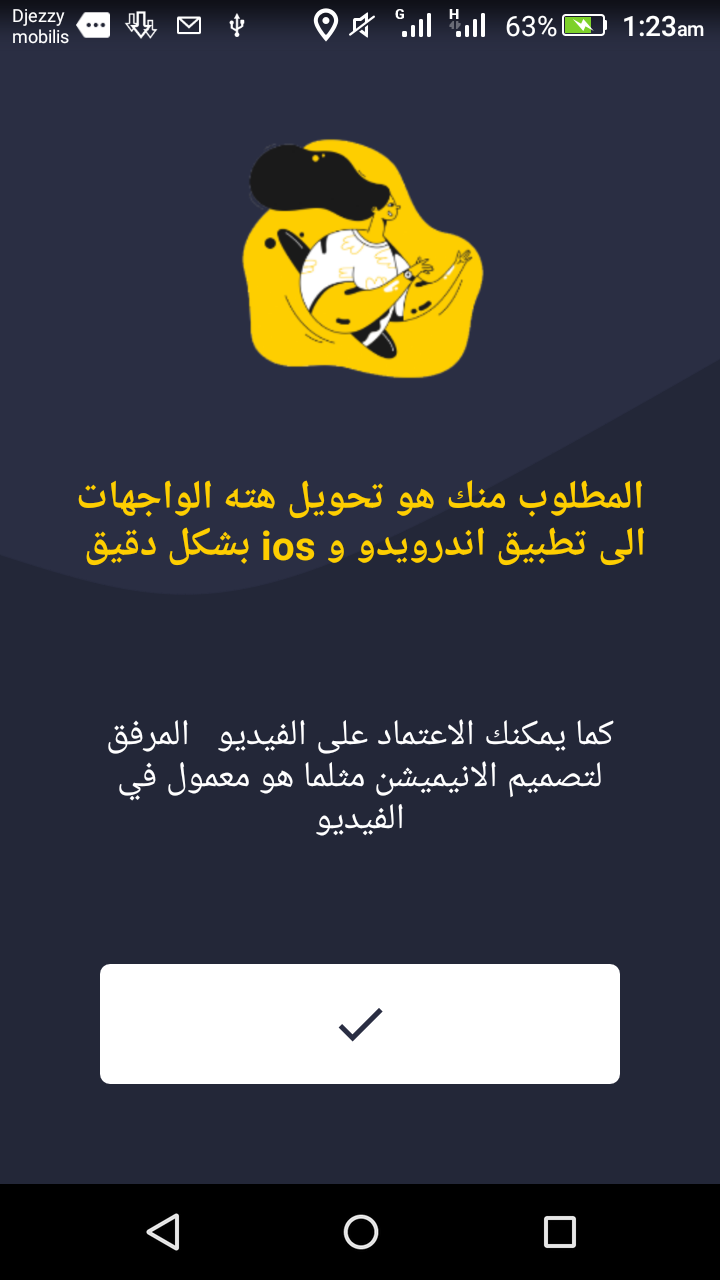 Djezzy
mobilis
G
H
63%
1:23am
المطلوب منك هو تحويل هته الواجهات
الى تطبيق اندرويدو و ios بشكل دقيق
كما يمكنك الاعتماد على الفيديو المرفق
لتصميم الانيميشن مثلما هو معمول في
الفيديو